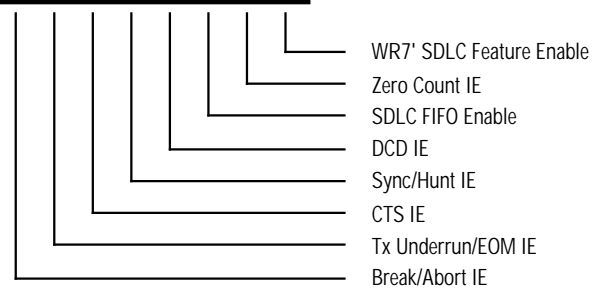 WR7' SDLC Feature Enable
Zero Count IE
SDLC FIFO Enable
DCD IE
Sync/Hunt IE
CTS IE
Tx Underrun/EOM IE
Break/Abort IE